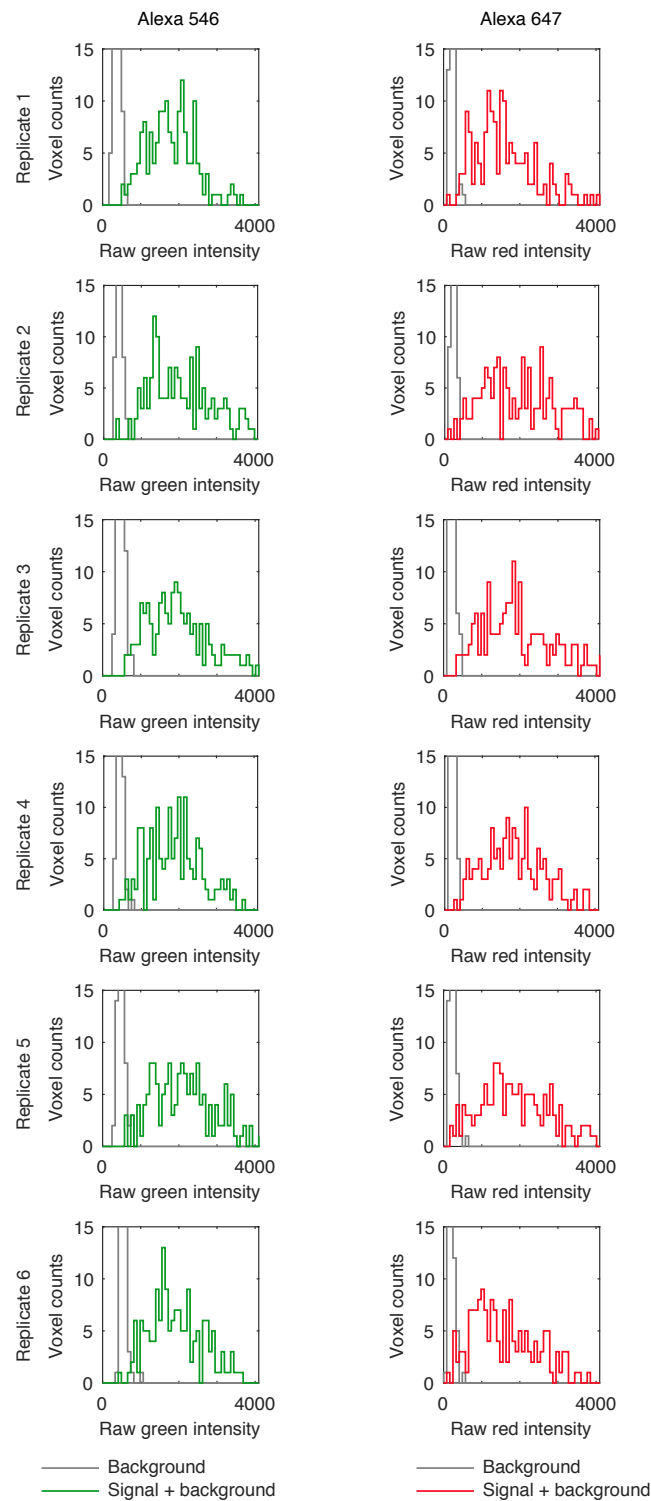 Alexa 546 Alexa 647
Replicate 1
Voxel counts
15
10
5
0
0 4000
Raw green intensity
Voxel counts
15
10
5
0
0 4000
Raw red intensity
Replicate 2
Voxel counts
15
10
5
0
0 4000
Raw green intensity
Voxel counts
15
10
5
0
0 4000
Raw red intensity
Replicate 3
Voxel counts
15
10
5
0
0 4000
Raw green intensity
Voxel counts
15
10
5
0
0 4000
Raw red intensity
Replicate 4
Voxel counts
15
10
5
0
0 4000
Raw green intensity
Voxel counts
15
10
5
0
0 4000
Raw red intensity
Replicate 5
Voxel counts
15
10
5
0
0 4000
Raw green intensity
Voxel counts
15
10
5
0
0 4000
Raw red intensity
Replicate 6
Voxel counts
15
10
5
0
0 4000
Raw green intensity
Voxel counts
15
10
5
0
0 4000
Raw red intensity
Background
Signal + background
Background
Signal + background